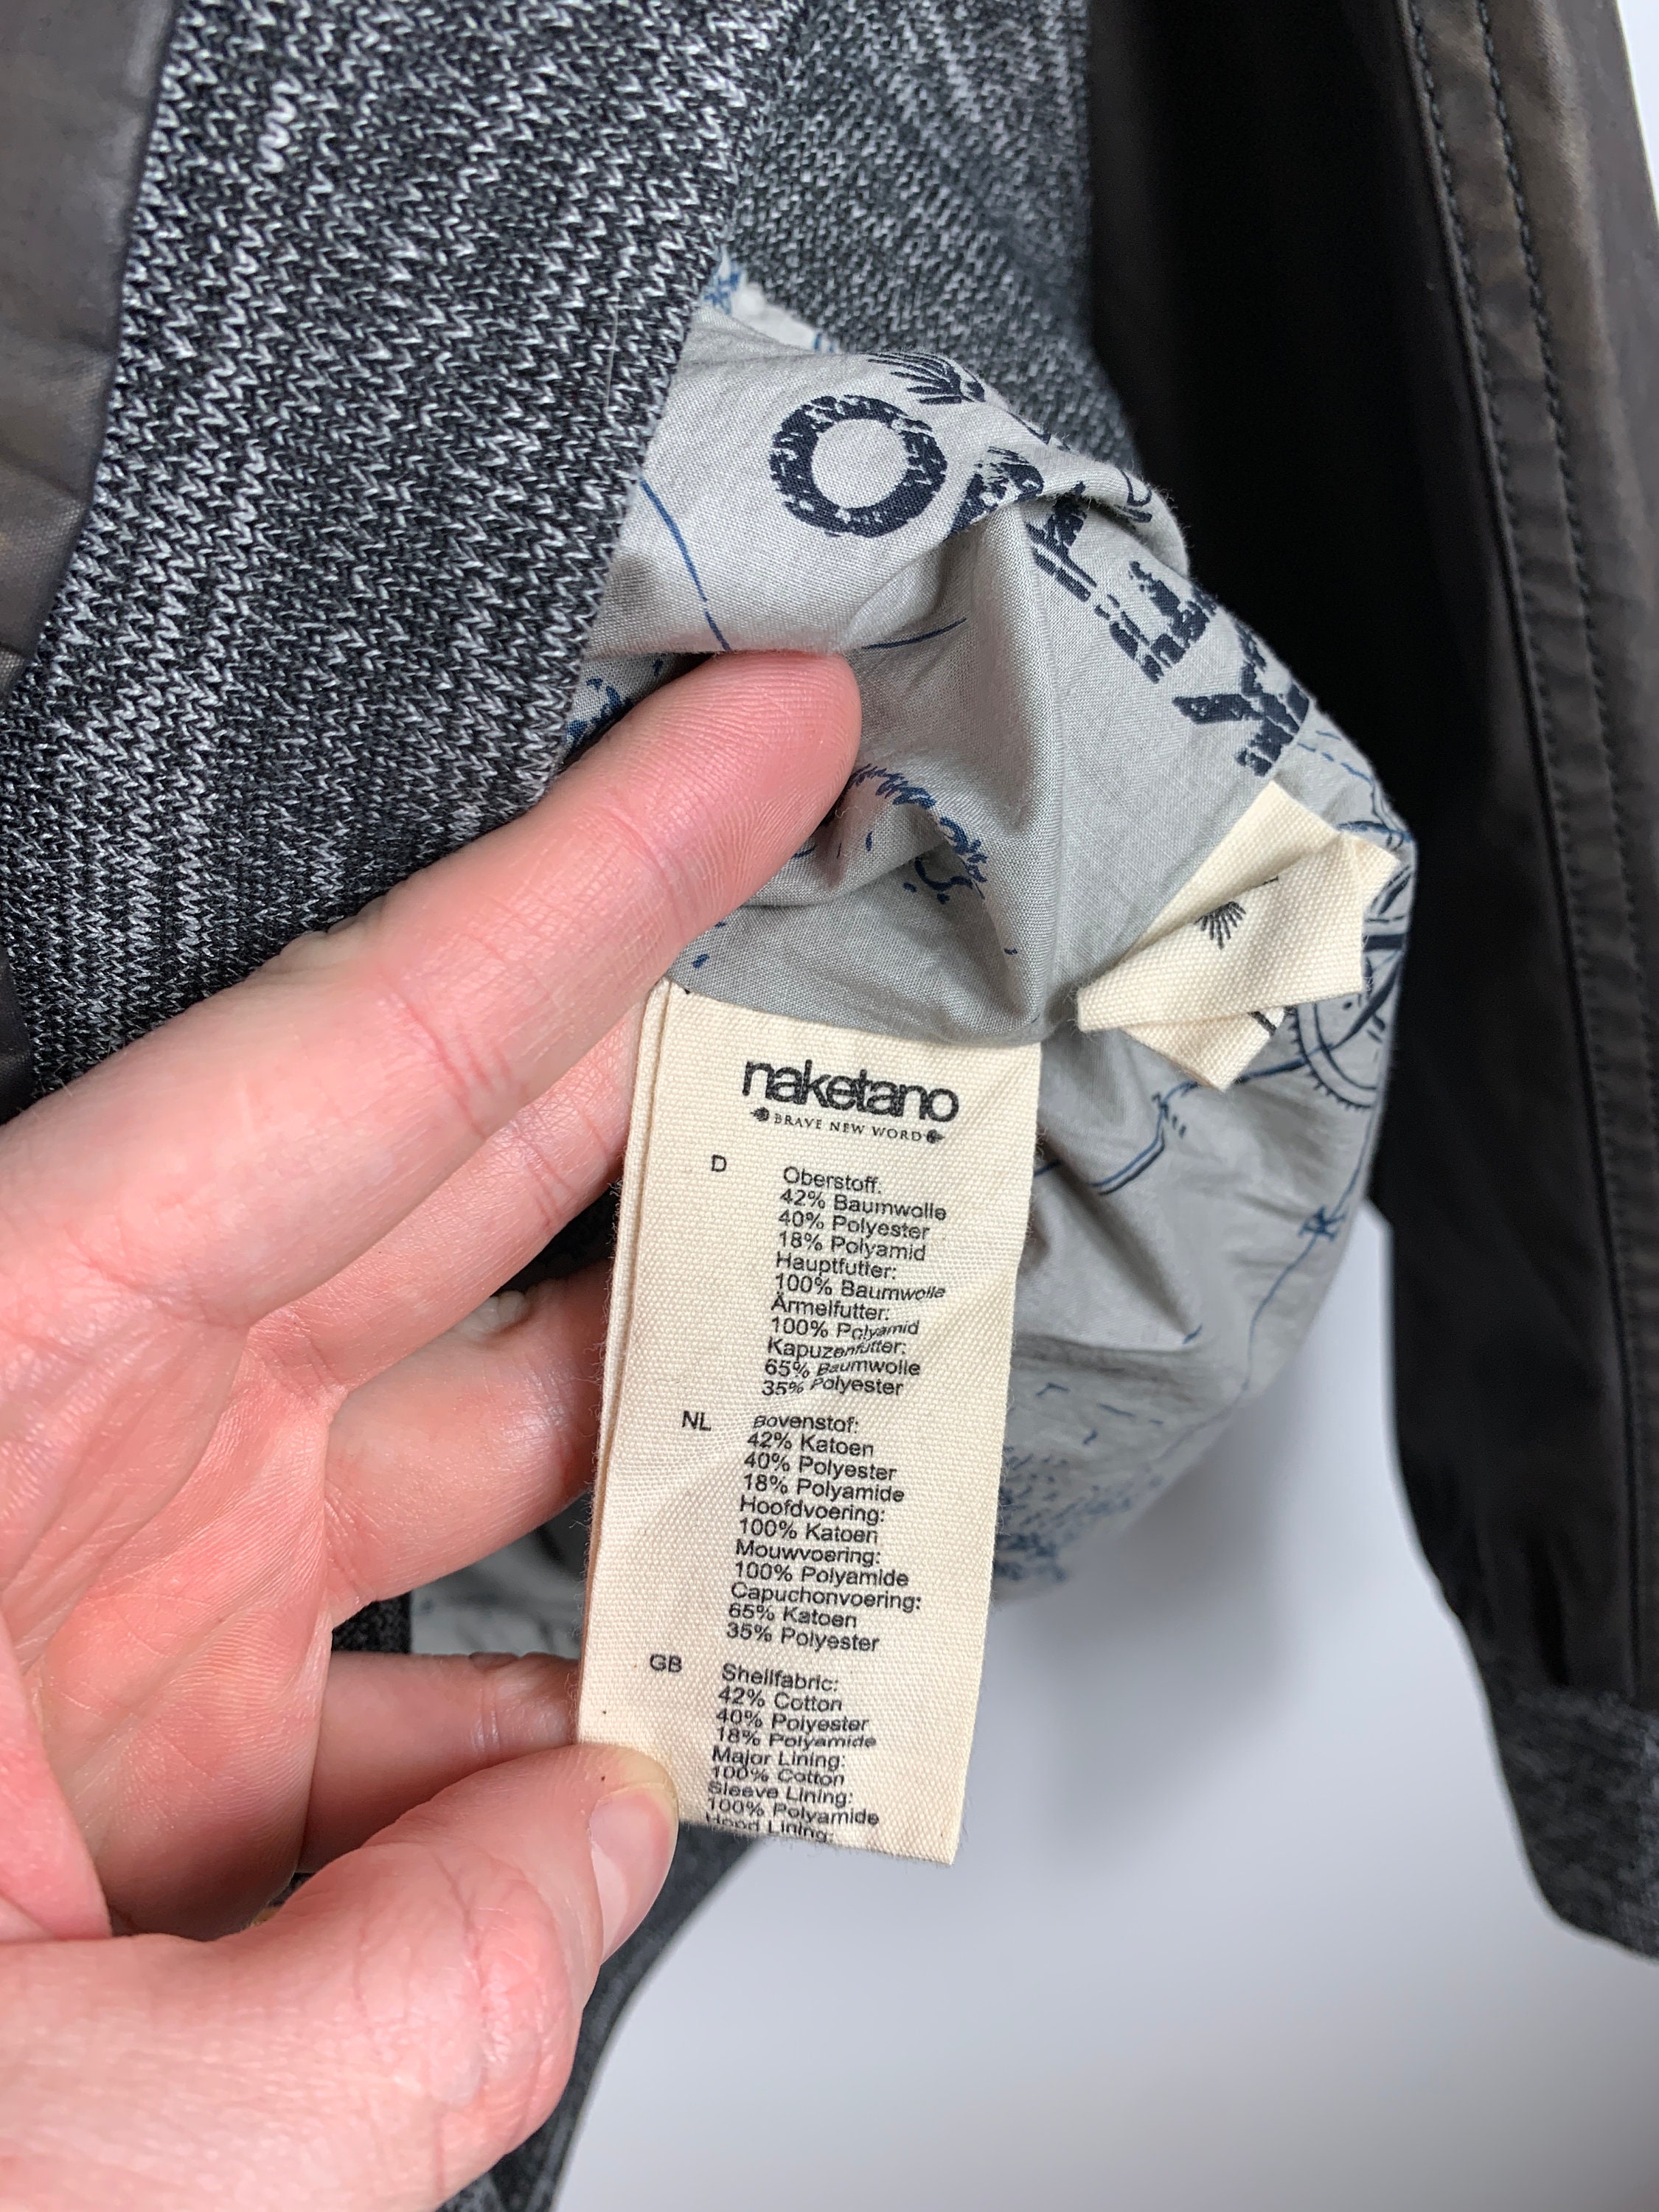 naketano
BRAVE NEW WORD
D
Oberstoff.
42% Baumwolle
40% Polyester
18% Polyamid
Hauptfutter:
100% Baumwolle
Ärmelfutter:
100% Polyamid
Kapuzenfutter:
65% Baumwolle
35% Polyester
NL
Bovenstof:
42% Katoen
40% Polyester
18% Polyamide
Hoofdvoering:
100% Katoen
Mouwvoering:
100% Polyamide
Capuchonvoering:
65% Katoen
35% Polyester
GB
Shellfabric:
42% Cotton
40% Polyester
18% Polyamide
Major Lining:
100% Cotton
Sleeve Lining:
100% Polyamide
Hood Lining: